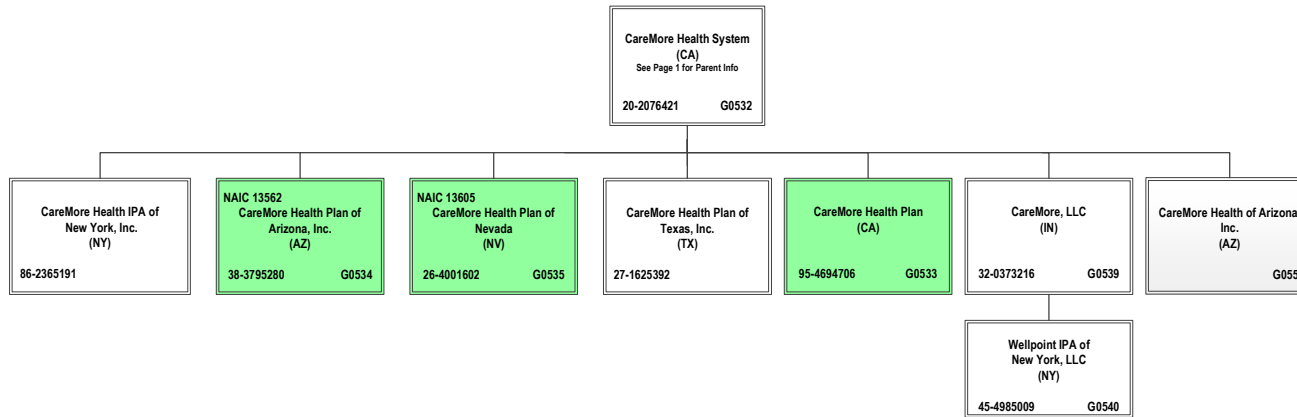 CareMore Health System
(CA)
See Page 1 for Parent Info
20-2076421 G0532
CareMore Health IPA of
New York, Inc.
(NY)
86-2365191
NAIC 13562
CareMore Health Plan of
Arizona, Inc.
(AZ)
38-3795280 G0534
NAIC 13605
CareMore Health Plan of
Nevada
(NV)
26-4001602 G0535
CareMore Health Plan of
Texas, Inc.
(TX)
27-1625392
CareMore Health Plan
(CA)
95-4694706 G0533
CareMore, LLC
(IN)
32-0373216 G0539
CareMore Health of Arizona
Inc.
(AZ)
G055
Wellpoint IPA of
New York, LLC
(NY)
45-4985009 G0540